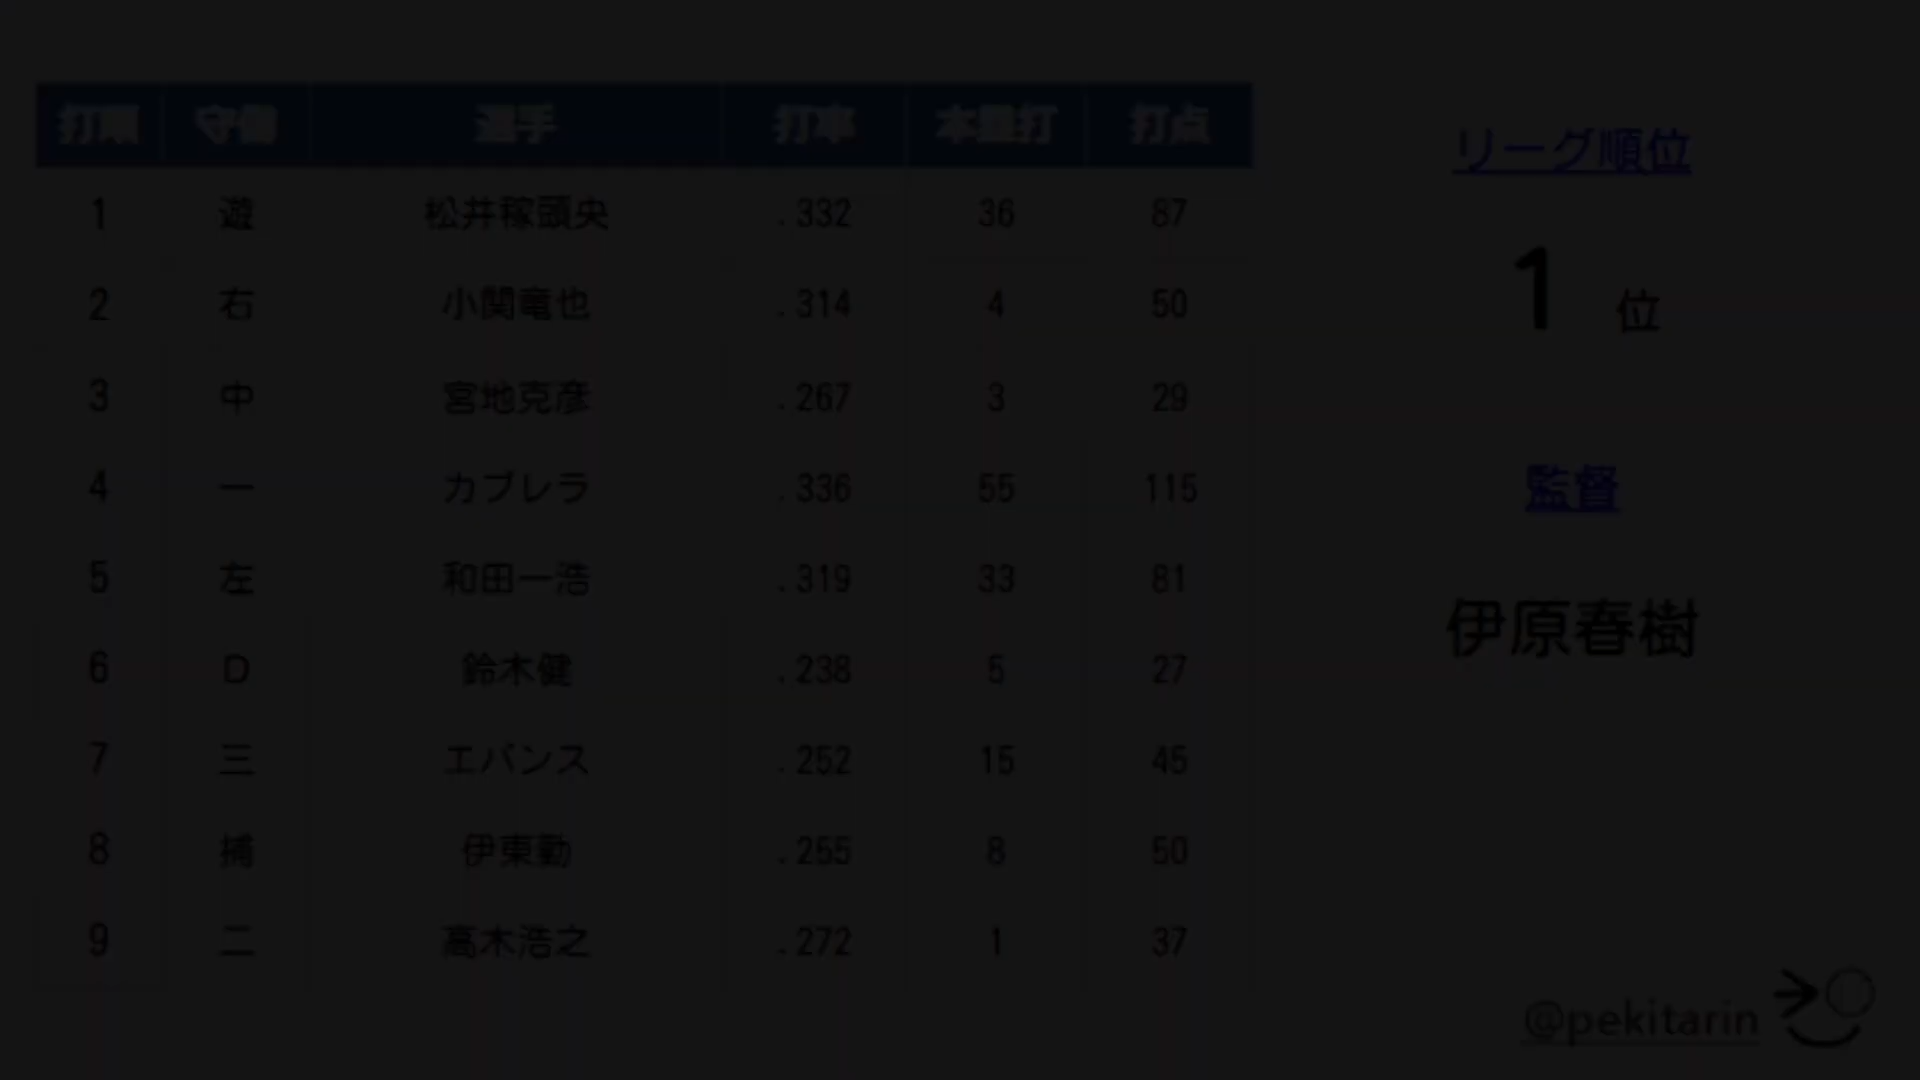 打順 守備 選手 打率 本塁打 打点
1 遊 松井稼頭央 .332 36 87
2 右 小関竜也 .314 4 50
3 中 宮地克彦 .267 3 29
4 一 カブレラ .336 55 115
5 左 和田一浩 .319 33 81
6 D 鈴木健 .238 5 27
7 三 エバンス .252 15 45
8 捕 伊東勤 .255 8 50
9 二 高木浩之 .272 1 37
リーグ順位
1 位
監督
伊原春樹
@pekitarin